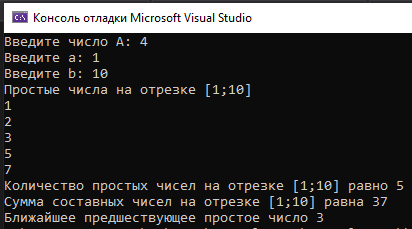 Консоль отладки Microsoft Visual Studio
Введите число A: 4
Введите a: 1
Введите b: 10
Простые числа на отрезке [1;10]
1
2
3
5
7
Количество простых чисел на отрезке [1;10] равно 5
Сумма составных чисел на отрезке [1;10] равна 37
Ближайшее предшествующее простое число 3